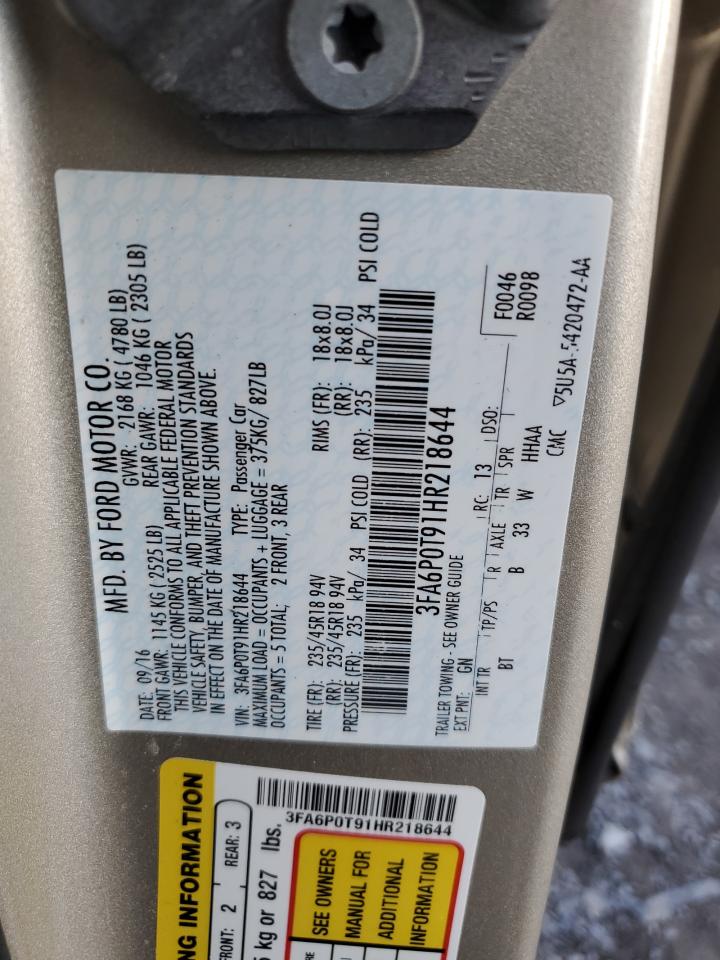 MFD. BY FORD MOTOR CO.
DATE: 09/16 GVWR: 2168 KG ( 4780 LB)
FRONT GAWR: 1145 KG ( 2525 LB) REAR GAWR: 1046 KG ( 2305 LB)
THIS VEHICLE CONFORMS TO ALL APPLICABLE FEDERAL MOTOR
VEHICLE SAFETY, BUMPER, AND THEFT PREVENTION STANDARDS
IN EFFECT ON THE DATE OF MANUFACTURE SHOWN ABOVE.
VIN: 3FA6P0T91HR218644 TYPE: Passenger Car
MAXIMUM LOAD = OCCUPANTS + LUGGAGE = 375KG/ 827LB
OCCUPANTS = 5 TOTAL; 2 FRONT, 3 REAR
TIRE (FR): 235/45R18 94V RIMS (FR): 18x8.0J
(RR): 235/45R18 94V (RR): 18x8.0J
PRESSURE (FR): 235 kPa/ 34 PSI COLD (RR): 235 kPa/ 34 PSI COLD
3FA6P0T91HR218644
TRAILER TOWING - SEE OWNER GUIDE
EXT PNT: GN RC: 13 DSO: F0046
R0098
INT TR TP/PS R AXLE TR SPR
BT B 33 W HHAA
CMC ▽5U5A-5420472-AA
NG INFORMATION
FRONT: 2 REAR: 3
5 kg or 827 lbs.
3FA6P0T91HR218644
SEE OWNERS
MANUAL FOR
ADDITIONAL
INFORMATION